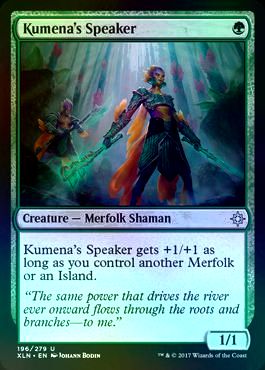 Kumena's Speaker
Creature — Merfolk Shaman
Kumena's Speaker gets +1/+1 as
long as you control another Merfolk
or an Island.
"The same power that drives the river
ever onward flows through the roots and
branches—to me."
1/1
196/279 U
XLN • EN Johann Bodin
™ & © 2017 Wizards of the Coast